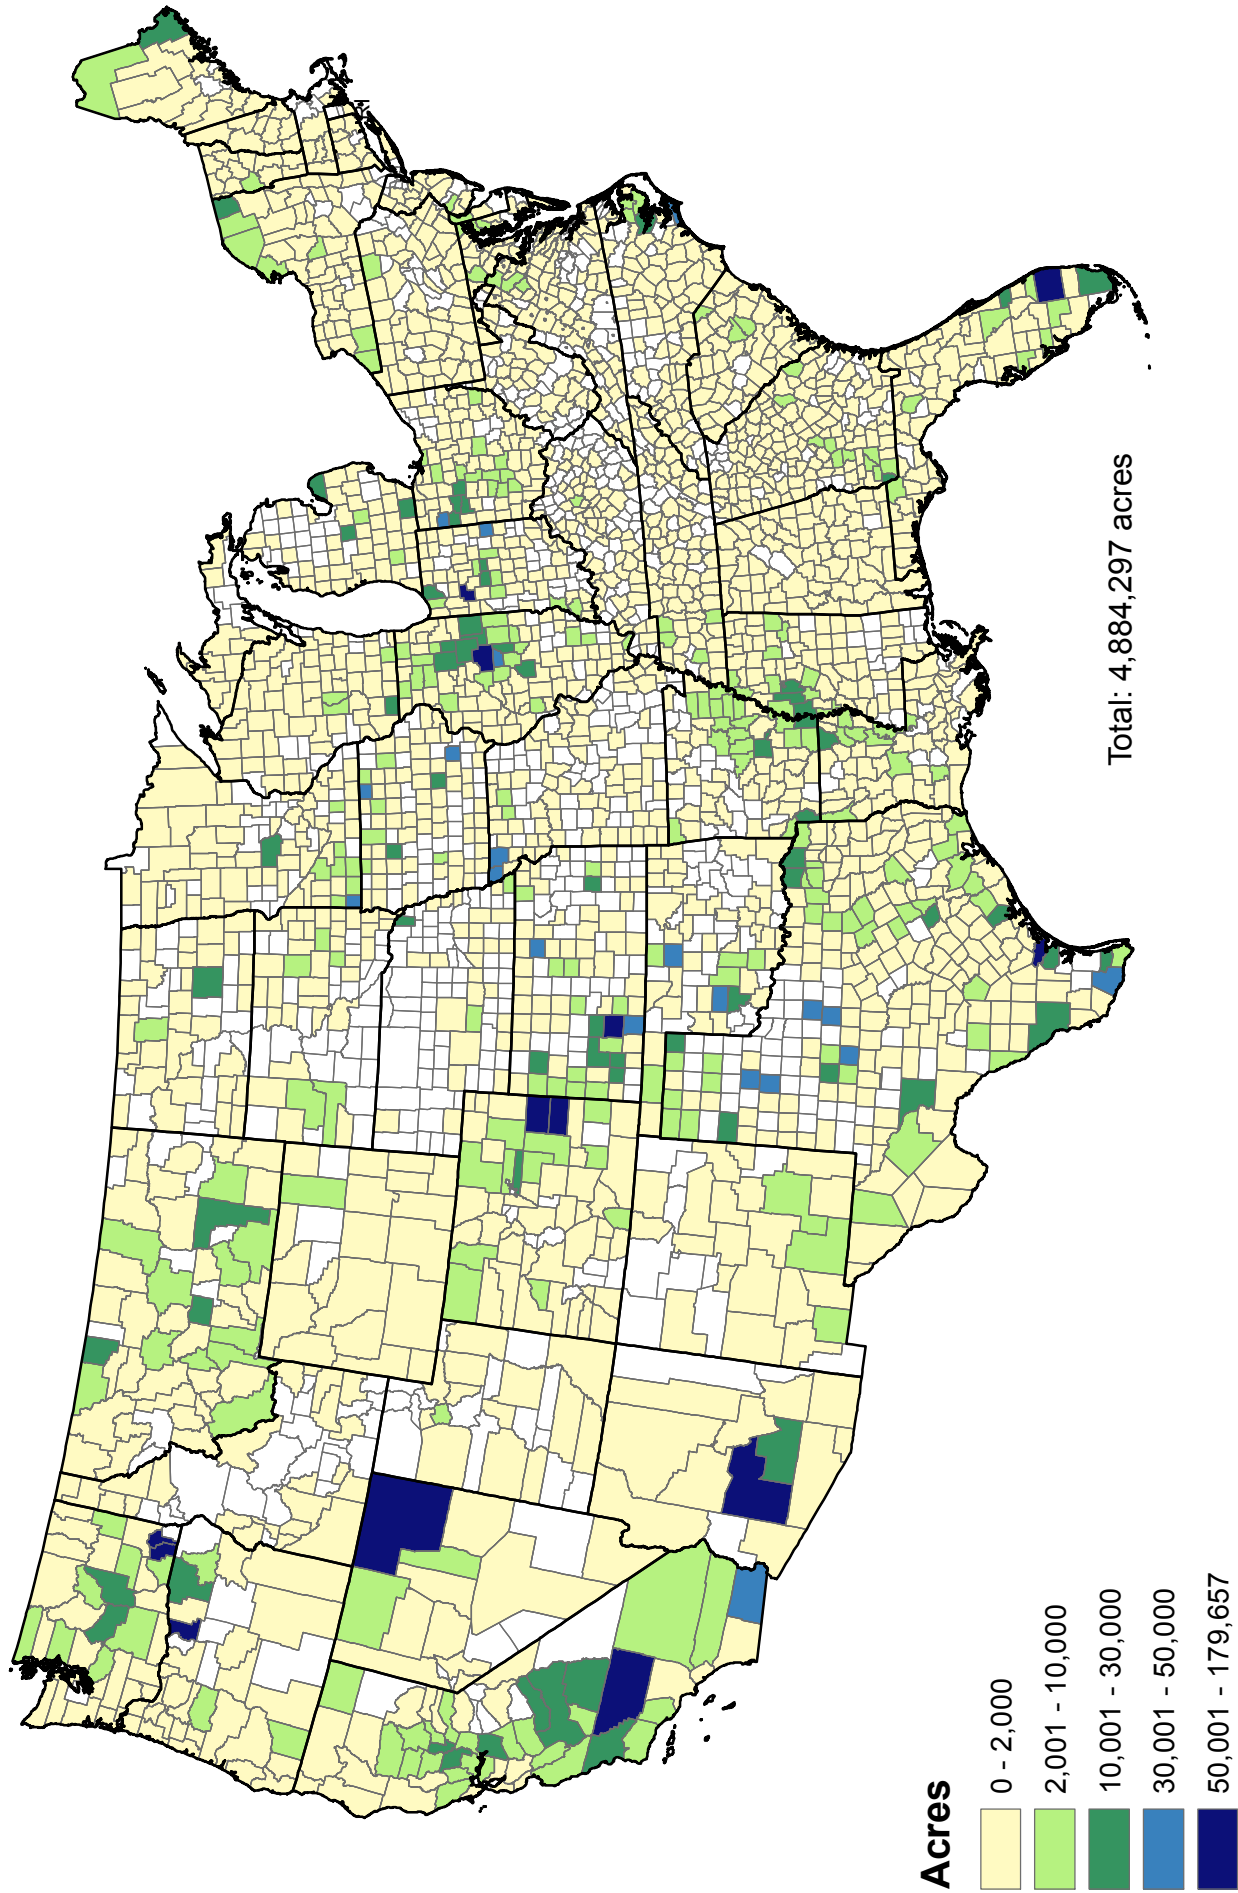 Total: 4,884,297 acres
Acres
0 - 2,000
2,001 - 10,000
10,001 - 30,000
30,001 - 50,000
50,001 - 179,657